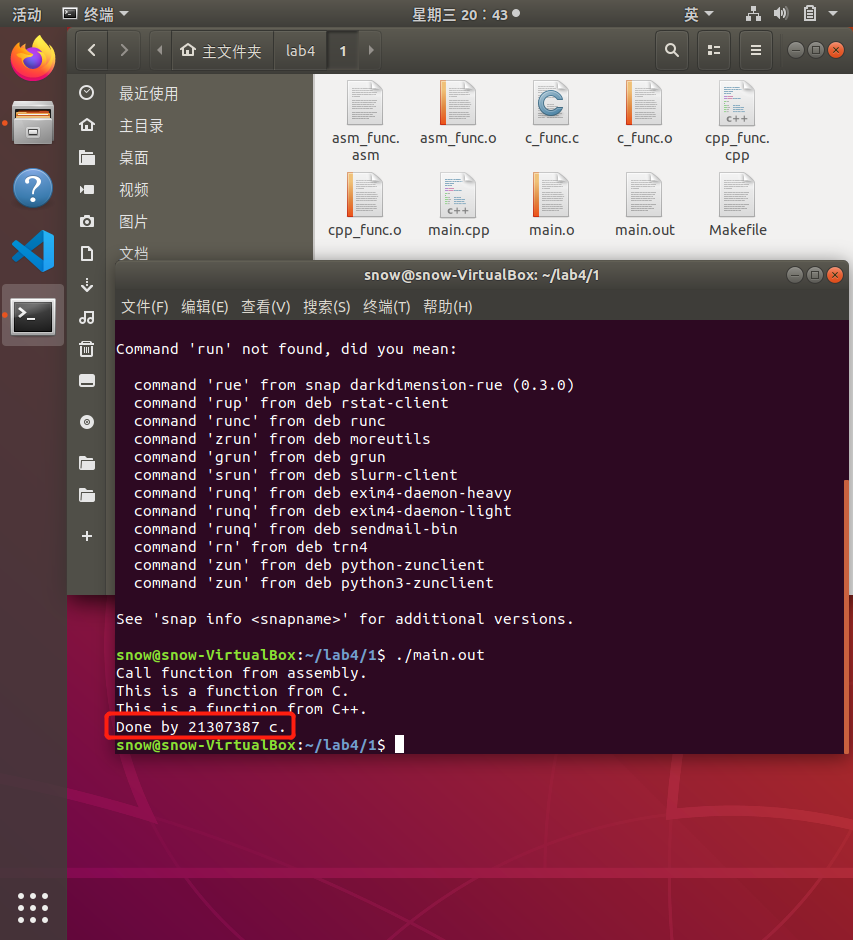 活动 终端 星期三 20：43 英
主文件夹 lab4 1
最近使用
主目录
桌面
视频
图片
文档
asm_func.asm asm_func.o c_func.c c_func.o cpp_func.cpp
cpp_func.o main.cpp main.o main.out Makefile
snow@snow-VirtualBox: ~/lab4/1
文件(F) 编辑(E) 查看(V) 搜索(S) 终端(T) 帮助(H)
Command 'run' not found, did you mean:
command 'rue' from snap darkdimension-rue (0.3.0)
command 'rup' from deb rstat-client
command 'runc' from deb runc
command 'zrun' from deb moreutils
command 'grun' from deb grun
command 'srun' from deb slurm-client
command 'runq' from deb exim4-daemon-heavy
command 'runq' from deb exim4-daemon-light
command 'runq' from deb sendmail-bin
command 'rn' from deb trn4
command 'zun' from deb python-zunclient
command 'zun' from deb python3-zunclient
See 'snap info <snapname>' for additional versions.
snow@snow-VirtualBox:~/lab4/1$ ./main.out
Call function from assembly.
This is a function from C.
This is a function from C++.
Done by 21307387 c.
snow@snow-VirtualBox:~/lab4/1$